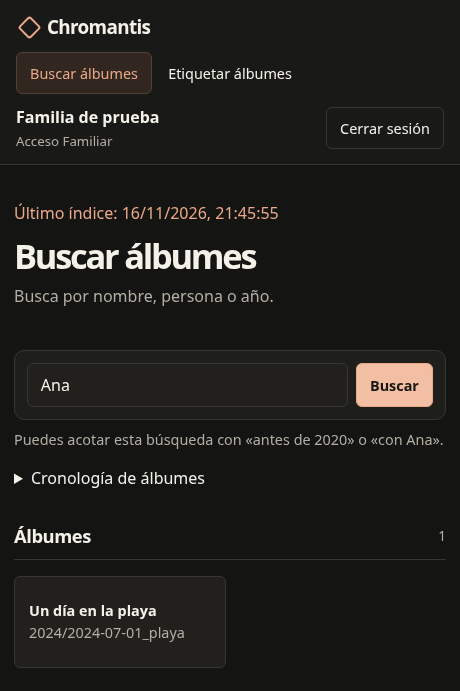 Chromantis
Buscar álbumes
Etiquetar álbumes
Familia de prueba
Acceso Familiar
Cerrar sesión
Último índice: 16/11/2026, 21:45:55
Buscar álbumes
Busca por nombre, persona o año.
Ana
Buscar
Puedes acotar esta búsqueda con «antes de 2020» o «con Ana».
Cronología de álbumes
Álbumes
1
Un día en la playa
2024/2024-07-01_playa